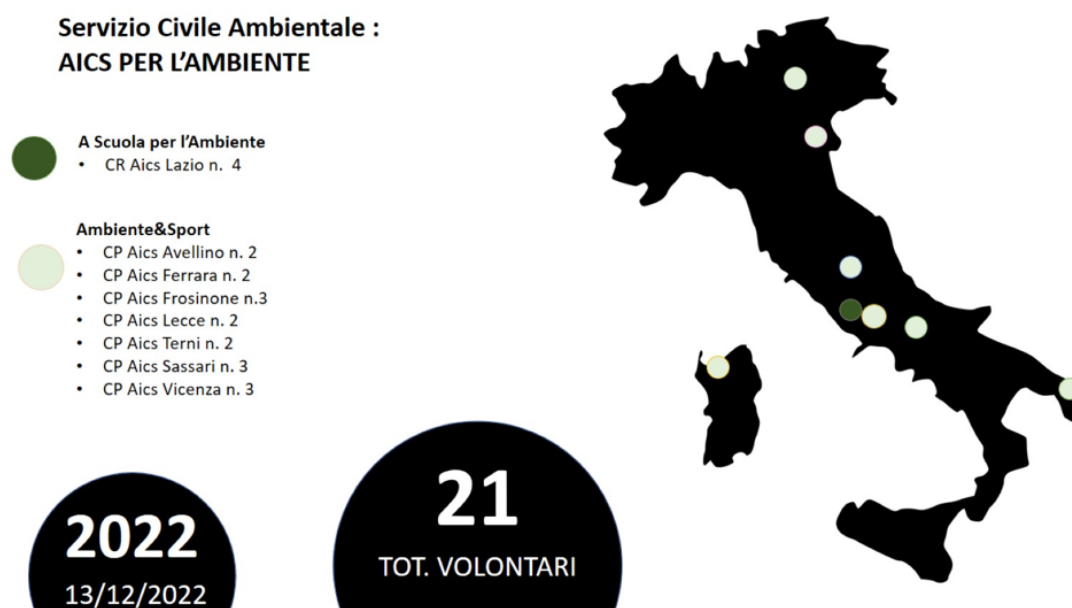 Servizio Civile Ambientale :
AICS PER L’AMBIENTE
A Scuola per l’Ambiente
• CR Aics Lazio n. 4
Ambiente&Sport
• CP Aics Avellino n. 2
• CP Aics Ferrara n. 2
• CP Aics Frosinone n.3
• CP Aics Lecce n. 2
• CP Aics Terni n. 2
• CP Aics Sassari n. 3
• CP Aics Vicenza n. 3
2022
13/12/2022
21
TOT. VOLONTARI